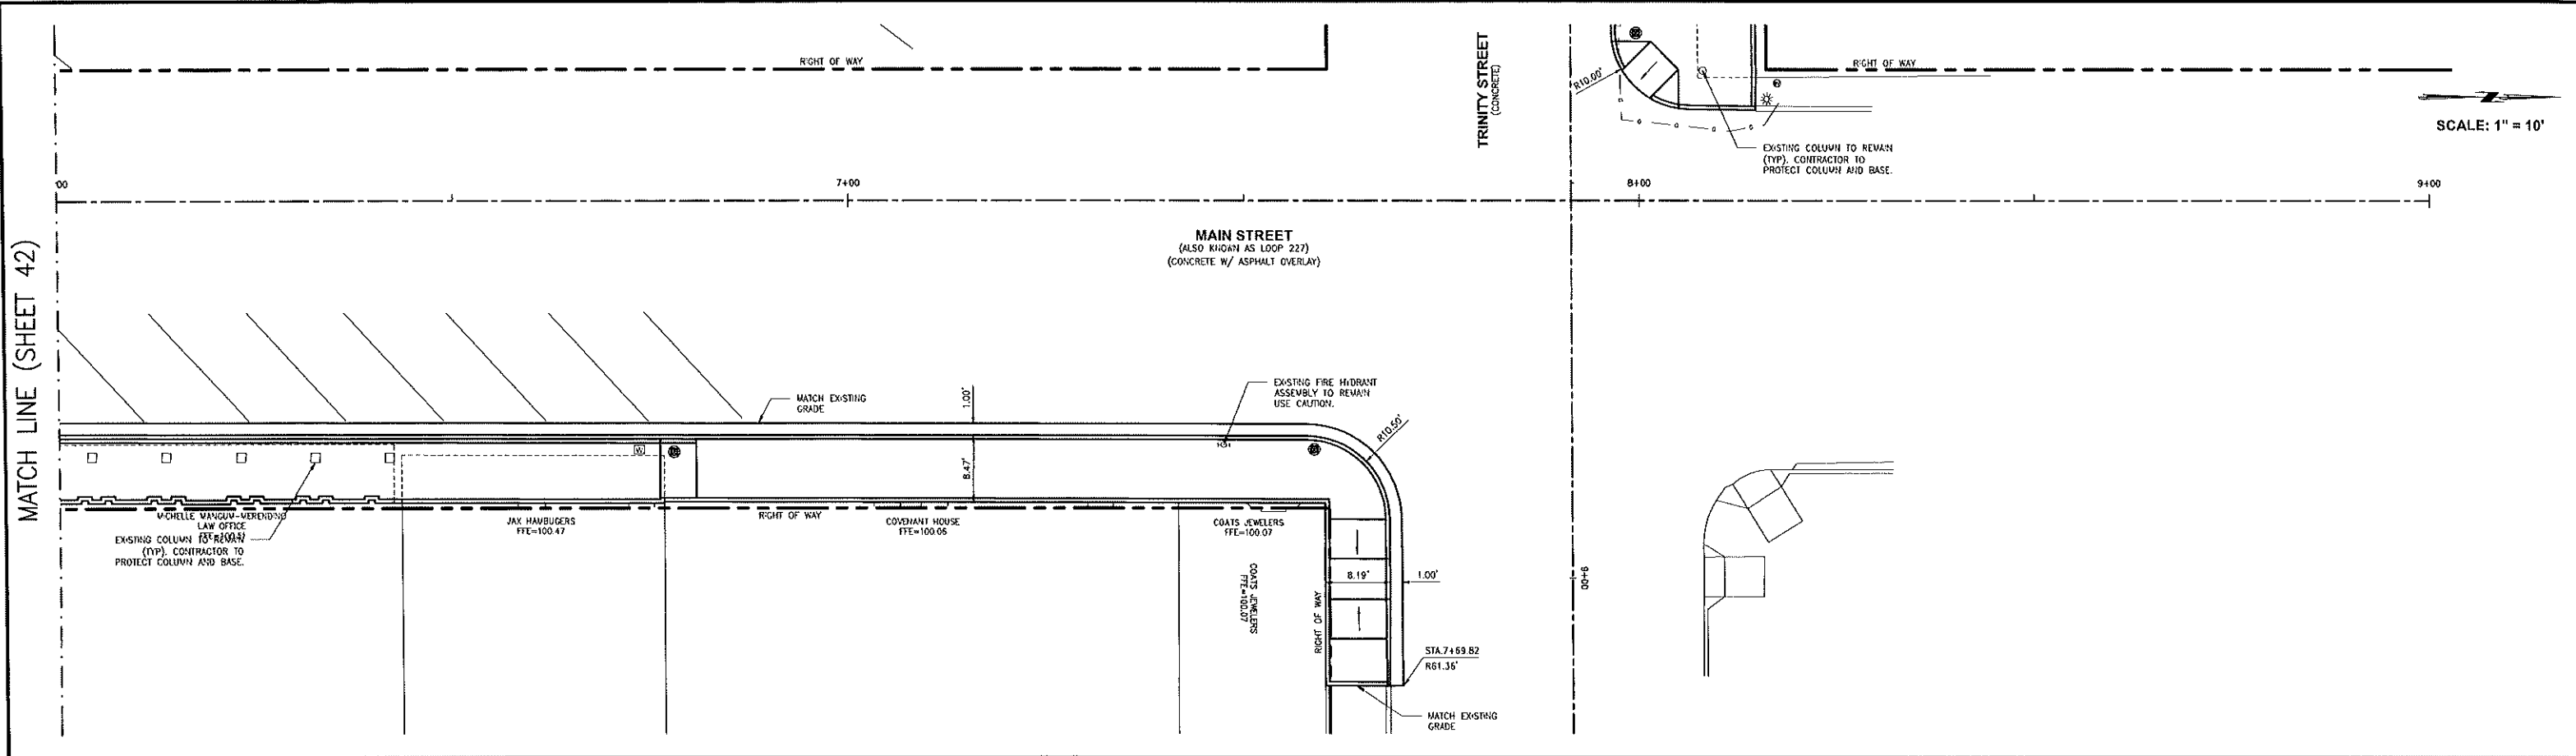 RIGHT OF WAY
TRINITY STREET
(CONCRETE)
R10.00'
RIGHT OF WAY
SCALE: 1" = 10'
EXISTING COLUMN TO REMAIN
(TYP). CONTRACTOR TO
PROTECT COLUMN AND BASE.
00
7+00
8+00
9+00
MAIN STREET
(ALSO KNOWN AS LOOP 227)
(CONCRETE W/ ASPHALT OVERLAY)
MATCH LINE (SHEET 42)
MATCH EXISTING
GRADE
1.00'
EXISTING FIRE HYDRANT
ASSEMBLY TO REMAIN
USE CAUTION.
R10.50'
W
8.47'
MICHELLE MANGUM-MERENDINO
LAW OFFICE
EXISTING COLUMN TO REMAIN
(TYP). CONTRACTOR TO
PROTECT COLUMN AND BASE.
JAX HAMBUGERS
FFE=100.47
RIGHT OF WAY
COVENANT HOUSE
FFE=100.06
COATS JEWELERS
FFE=100.07
COATS JEWELERS
FFE=100.07
RIGHT OF WAY
8.19'
1.00'
9+00
STA.7+69.82
R61.36'
MATCH EXISTING
GRADE